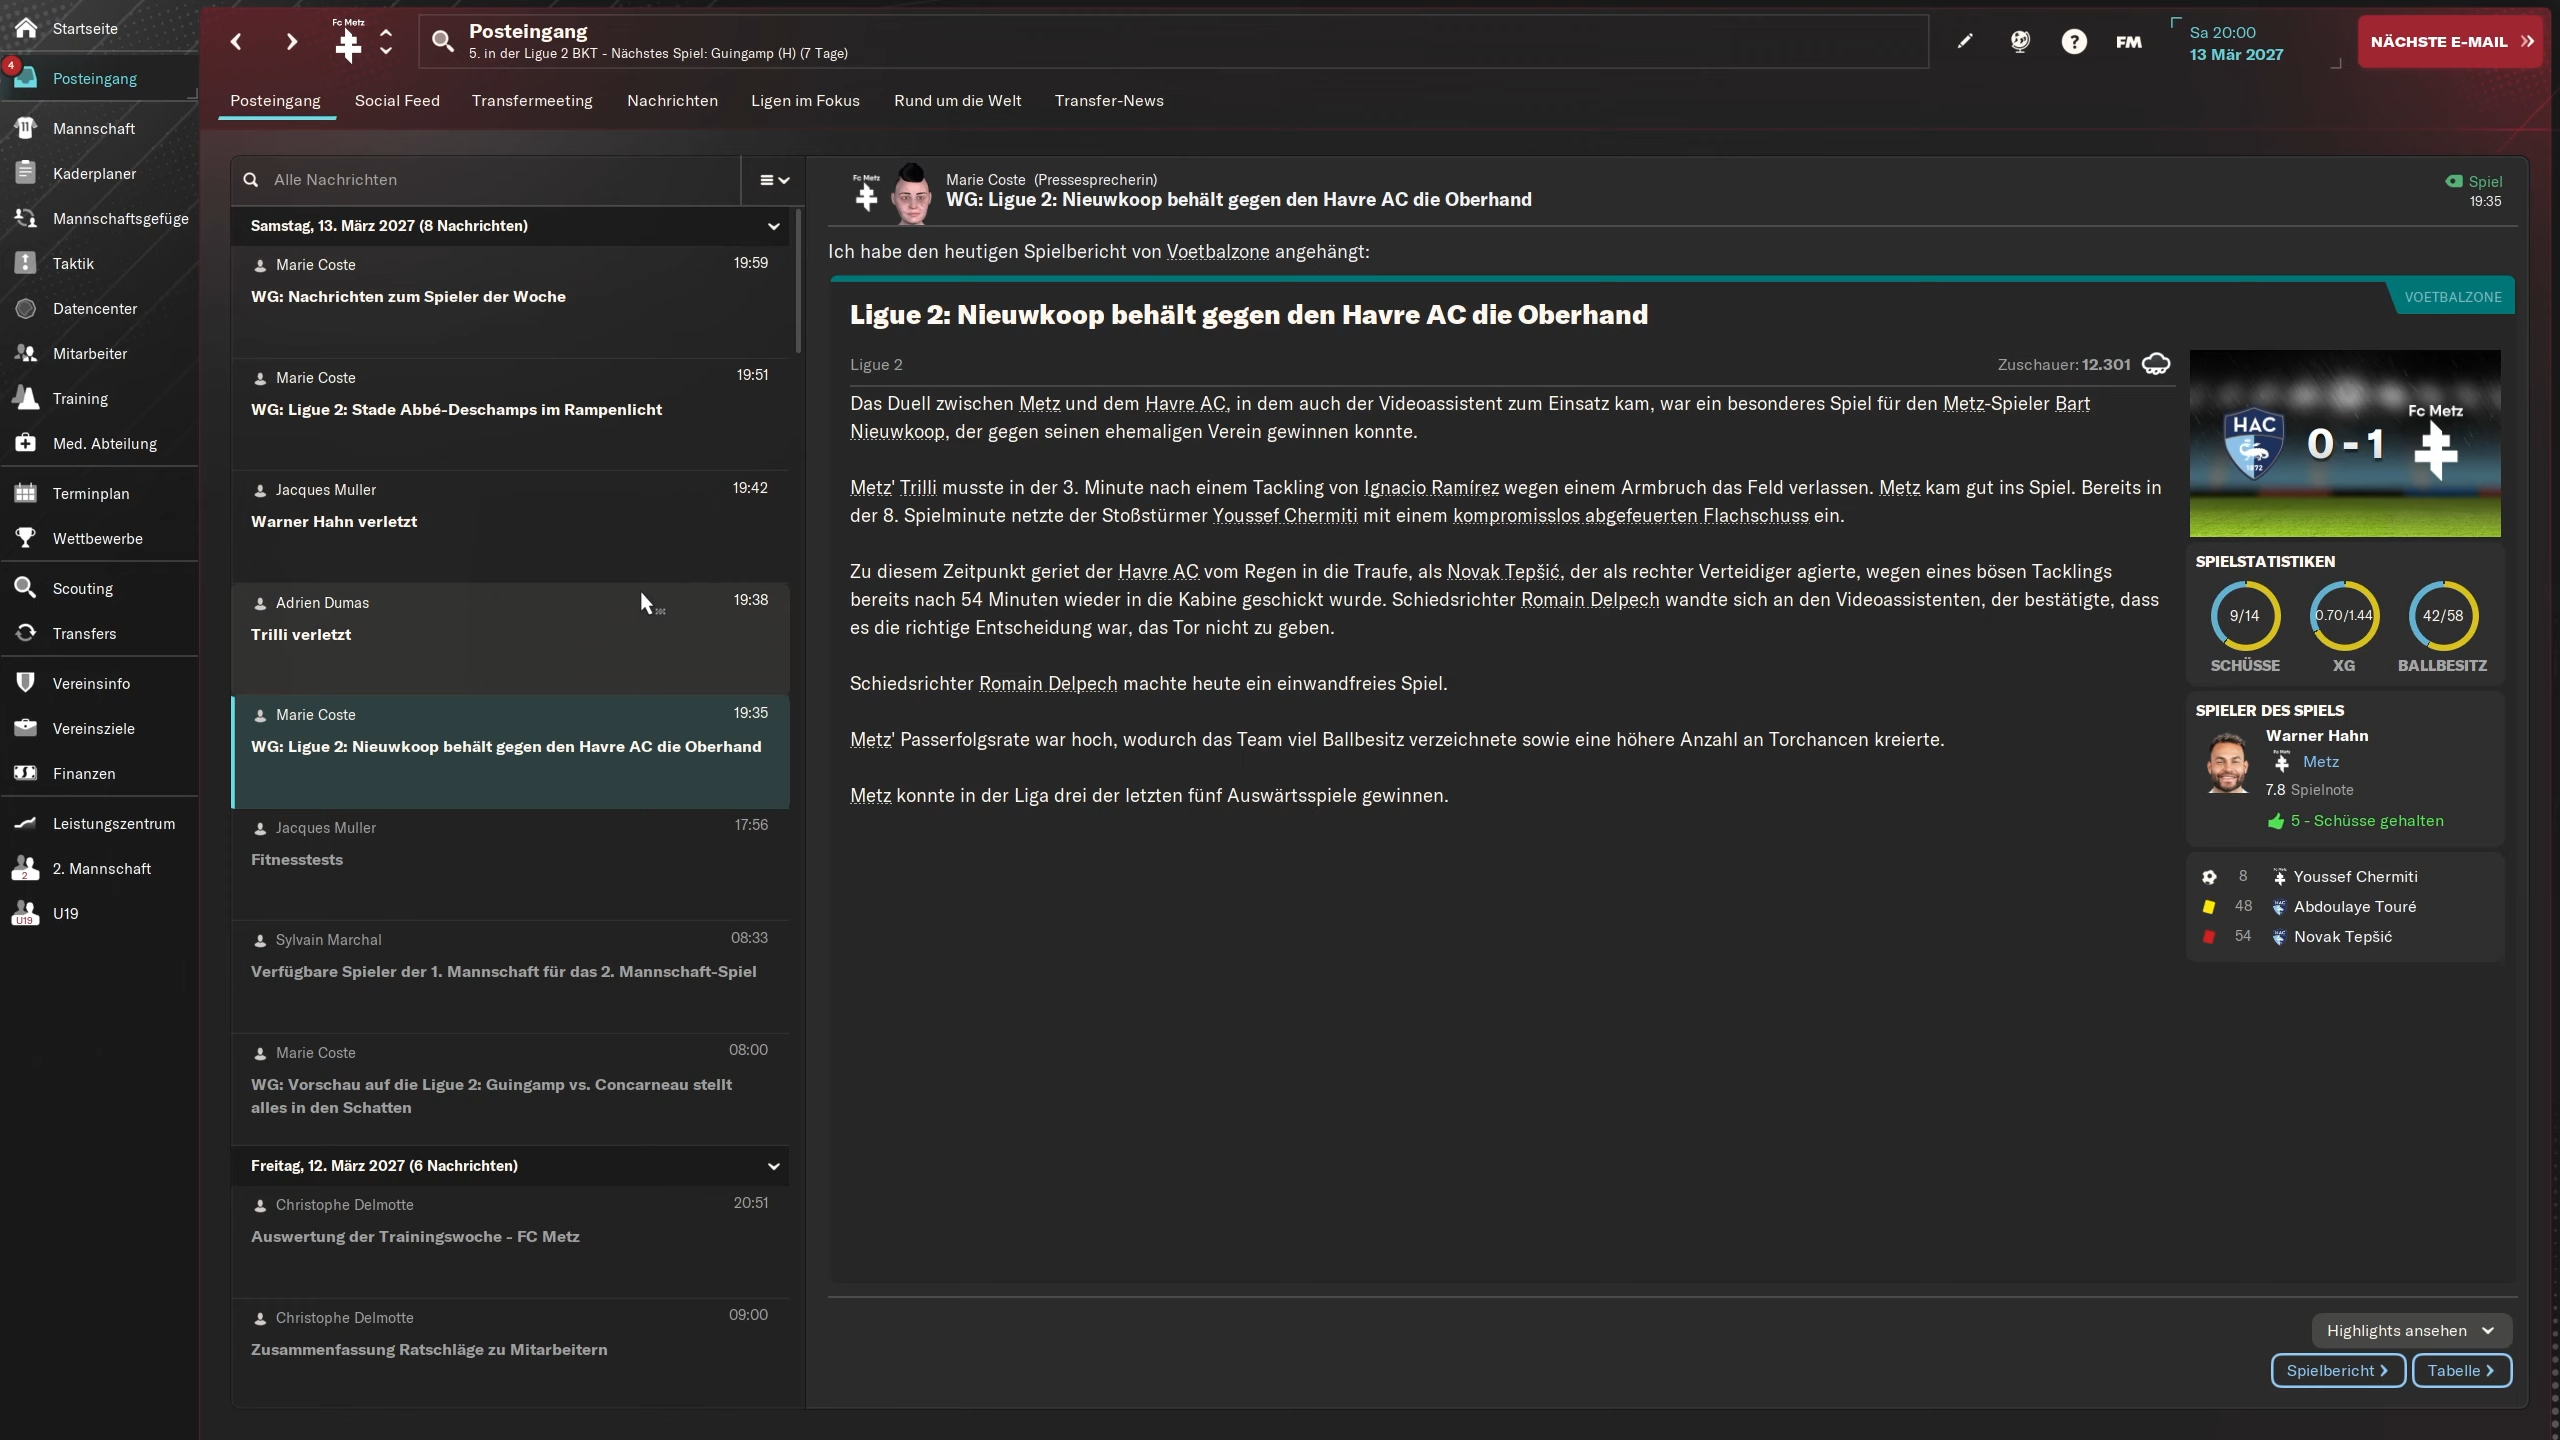 Startseite
4
Posteingang
Mannschaft
Kaderplaner
Mannschaftsgefüge
Taktik
Datencenter
Mitarbeiter
Training
Med. Abteilung
Terminplan
Wettbewerbe
Scouting
Transfers
Vereinsinfo
Vereinsziele
Finanzen
Leistungszentrum
2
2. Mannschaft
U19
U19
Fc Metz
Posteingang
5. in der Ligue 2 BKT - Nächstes Spiel: Guingamp (H) (7 Tage)
?
FM
Sa 20:00
13 Mär 2027
NÄCHSTE E-MAIL
Posteingang Social Feed Transfermeeting Nachrichten Ligen im Fokus Rund um die Welt Transfer-News
Alle Nachrichten
Samstag, 13. März 2027 (8 Nachrichten)
Marie Coste 19:59
WG: Nachrichten zum Spieler der Woche
Marie Coste 19:51
WG: Ligue 2: Stade Abbé-Deschamps im Rampenlicht
Jacques Muller 19:42
Warner Hahn verletzt
Adrien Dumas 19:38
Trilli verletzt
Marie Coste 19:35
WG: Ligue 2: Nieuwkoop behält gegen den Havre AC die Oberhand
Jacques Muller 17:56
Fitnesstests
Sylvain Marchal 08:33
Verfügbare Spieler der 1. Mannschaft für das 2. Mannschaft-Spiel
Marie Coste 08:00
WG: Vorschau auf die Ligue 2: Guingamp vs. Concarneau stellt
alles in den Schatten
Freitag, 12. März 2027 (6 Nachrichten)
Christophe Delmotte 20:51
Auswertung der Trainingswoche - FC Metz
Christophe Delmotte 09:00
Zusammenfassung Ratschläge zu Mitarbeitern
Fc Metz
Marie Coste (Pressesprecherin)
WG: Ligue 2: Nieuwkoop behält gegen den Havre AC die Oberhand
Spiel
19:35
Ich habe den heutigen Spielbericht von Voetbalzone angehängt:
VOETBALZONE
Ligue 2: Nieuwkoop behält gegen den Havre AC die Oberhand
Ligue 2
Zuschauer: 12.301
Das Duell zwischen Metz und dem Havre AC, in dem auch der Videoassistent zum Einsatz kam, war ein besonderes Spiel für den Metz-Spieler Bart
Nieuwkoop, der gegen seinen ehemaligen Verein gewinnen konnte.
Metz' Trilli musste in der 3. Minute nach einem Tackling von Ignacio Ramírez wegen einem Armbruch das Feld verlassen. Metz kam gut ins Spiel. Bereits in
der 8. Spielminute netzte der Stoßstürmer Youssef Chermiti mit einem kompromisslos abgefeuerten Flachschuss ein.
Zu diesem Zeitpunkt geriet der Havre AC vom Regen in die Traufe, als Novak Tepšić, der als rechter Verteidiger agierte, wegen eines bösen Tacklings
bereits nach 54 Minuten wieder in die Kabine geschickt wurde. Schiedsrichter Romain Delpech wandte sich an den Videoassistenten, der bestätigte, dass
es die richtige Entscheidung war, das Tor nicht zu geben.
Schiedsrichter Romain Delpech machte heute ein einwandfreies Spiel.
Metz' Passerfolgsrate war hoch, wodurch das Team viel Ballbesitz verzeichnete sowie eine höhere Anzahl an Torchancen kreierte.
Metz konnte in der Liga drei der letzten fünf Auswärtsspiele gewinnen.
HAC
1872
0 - 1
Fc Metz
SPIELSTATISTIKEN
9/14 0.70/1.44 42/58
SCHÜSSE XG BALLBESITZ
SPIELER DES SPIELS
Warner Hahn
Metz
7.8 Spielnote
5 - Schüsse gehalten
8 Youssef Chermiti
48 Abdoulaye Touré
54 Novak Tepšić
Highlights ansehen
Spielbericht
Tabelle